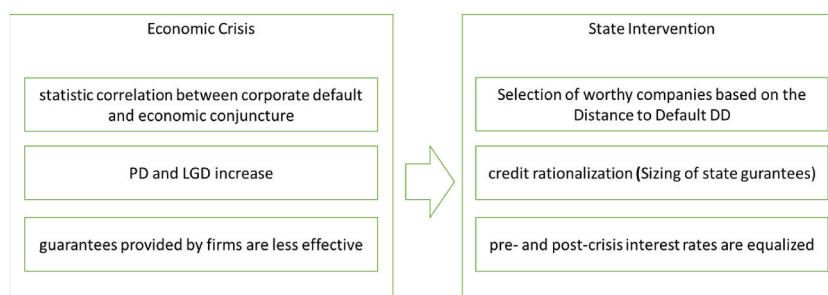 Economic Crisis
statistic correlation between corporate default
and economic conjuncture
PD and LGD increase
guarantees provided by firms are less effective
State Intervention
Selection of worthy companies based on the
Distance to Default DD
credit rationalization (Sizing of state gurantees)
pre- and post-crisis interest rates are equalized